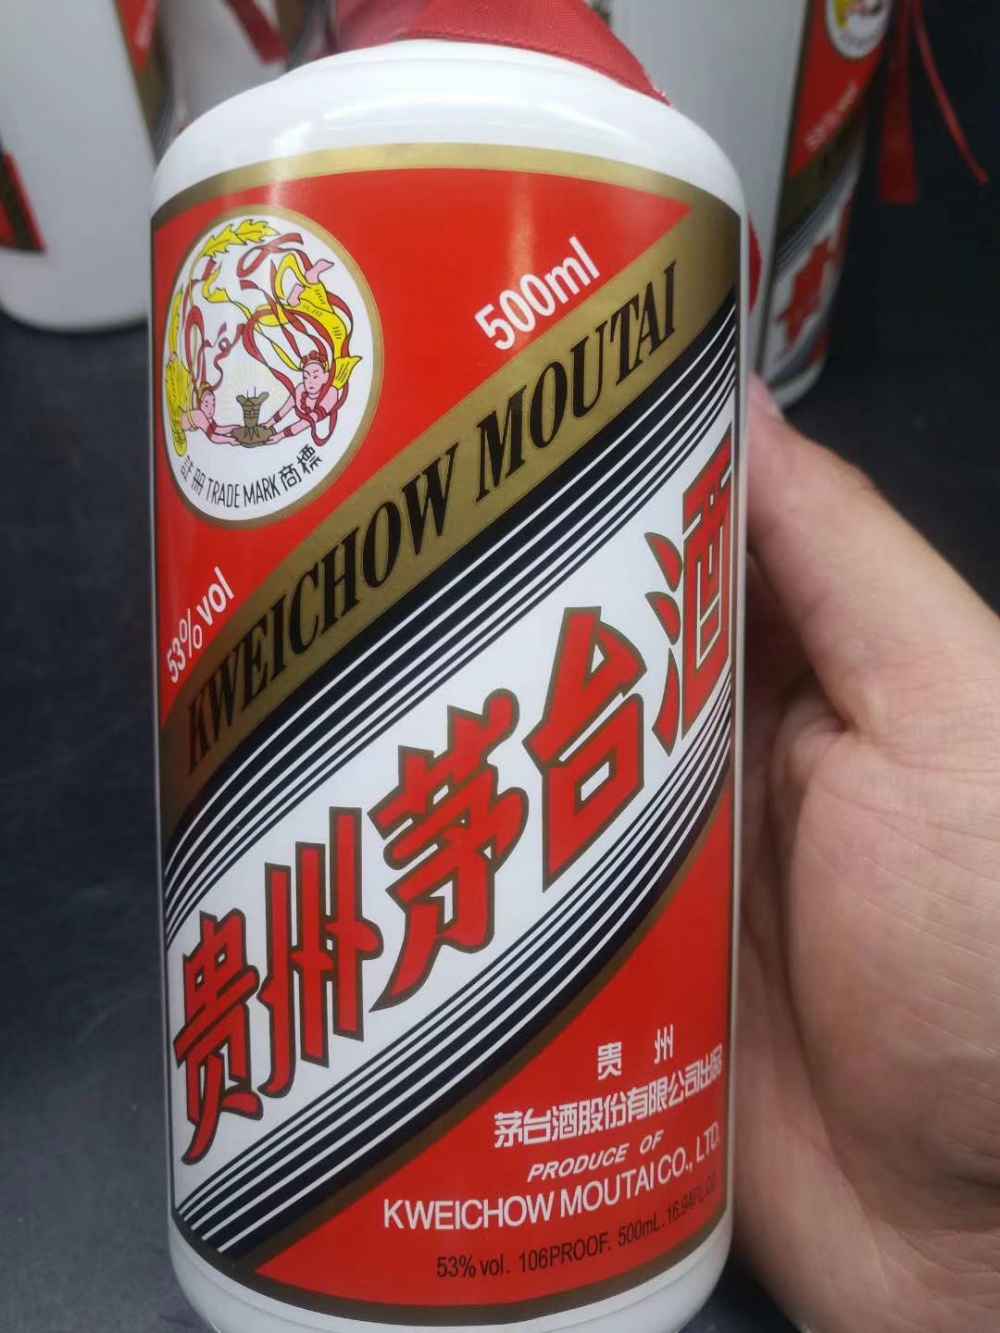 註册 TRADE MARK 商標
500ml
53%vol
KWEICHOW MOUTAI
贵州茅台酒
贵 州
茅台酒股份有限公司出品
PRODUCE OF
KWEICHOW MOUTAI CO., LTD.
53% vol. 106PROOF. 500mL.